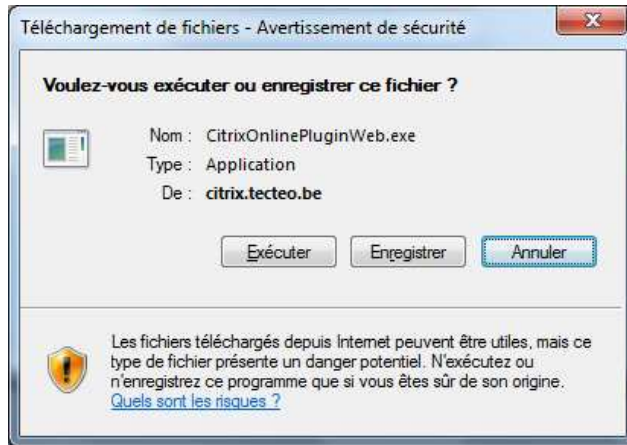 Téléchargement de fichiers - Avertissement de sécurité
Voulez-vous exécuter ou enregistrer ce fichier ?
Nom : CitrixOnlinePluginWeb.exe
Type : Application
De : citrix.tecteo.be
Exécuter Enregistrer Annuler
Les fichiers téléchargés depuis Internet peuvent être utiles, mais ce
type de fichier présente un danger potentiel. N'exécutez ou
n'enregistrez ce programme que si vous êtes sûr de son origine.
Quels sont les risques ?